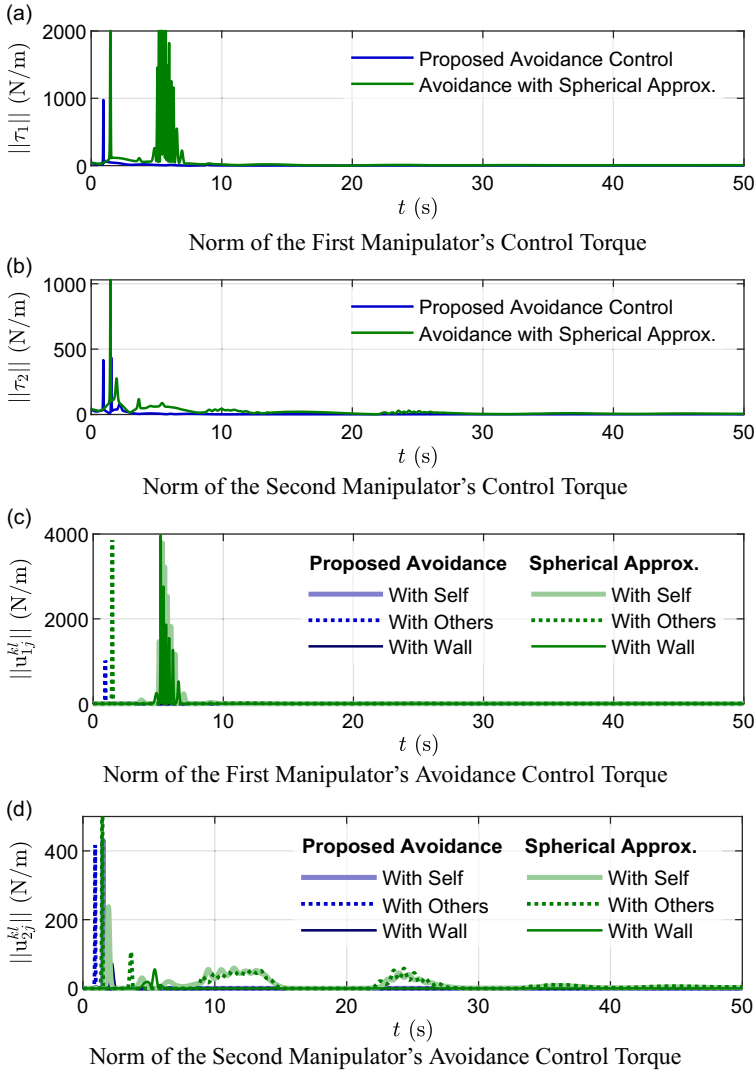 (a)
2000
1000
0
||τ₁|| (N/m)
Proposed Avoidance Control
Avoidance with Spherical Approx.
0 10 20 30 40 50
t (s)
Norm of the First Manipulator's Control Torque
(b)
1000
500
0
||τ₂|| (N/m)
Proposed Avoidance Control
Avoidance with Spherical Approx.
0 10 20 30 40 50
t (s)
Norm of the Second Manipulator's Control Torque
(c)
4000
2000
0
||u₁ⱼᵏˡ|| (N/m)
Proposed Avoidance Spherical Approx.
With Self With Self
With Others With Others
With Wall With Wall
0 10 20 30 40 50
t (s)
Norm of the First Manipulator's Avoidance Control Torque
(d)
400
200
0
||u₂ⱼᵏˡ|| (N/m)
Proposed Avoidance Spherical Approx.
With Self With Self
With Others With Others
With Wall With Wall
0 10 20 30 40 50
t (s)
Norm of the Second Manipulator's Avoidance Control Torque